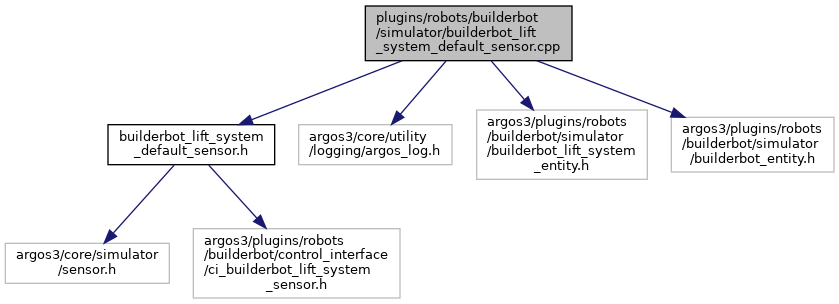 plugins/robots/builderbot
/simulator/builderbot_lift
_system_default_sensor.cpp
builderbot_lift_system
_default_sensor.h
argos3/core/utility
/logging/argos_log.h
argos3/plugins/robots
/builderbot/simulator
/builderbot_lift_system
_entity.h
argos3/plugins/robots
/builderbot/simulator
/builderbot_entity.h
argos3/core/simulator
/sensor.h
argos3/plugins/robots
/builderbot/control_interface
/ci_builderbot_lift_system
_sensor.h